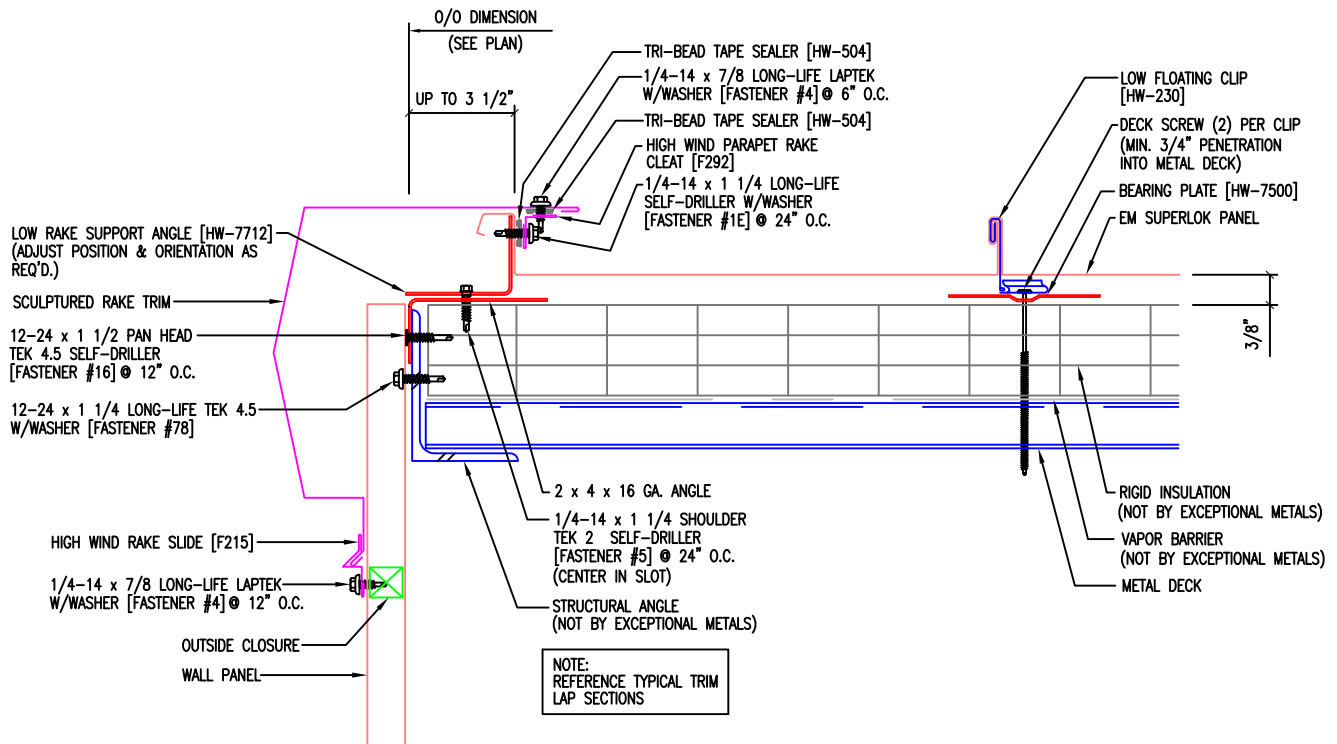 O/O DIMENSION
(SEE PLAN)
UP TO 3 1/2"
TRI-BEAD TAPE SEALER [HW-504]
1/4-14 x 7/8 LONG-LIFE LAPTEK
W/WASHER [FASTENER #4] @ 6" O.C.
TRI-BEAD TAPE SEALER [HW-504]
HIGH WIND PARAPET RAKE
CLEAT [F292]
1/4-14 x 1 1/4 LONG-LIFE
SELF-DRILLER W/WASHER
[FASTENER #1E] @ 24" O.C.
LOW FLOATING CLIP
[HW-230]
DECK SCREW (2) PER CLIP
(MIN. 3/4" PENETRATION
INTO METAL DECK)
BEARING PLATE [HW-7500]
EM SUPERLOK PANEL
3/8"
LOW RAKE SUPPORT ANGLE [HW-7712]
(ADJUST POSITION & ORIENTATION AS
REQ'D.)
SCULPTURED RAKE TRIM
12-24 x 1 1/2 PAN HEAD
TEK 4.5 SELF-DRILLER
[FASTENER #16] @ 12" O.C.
12-24 x 1 1/4 LONG-LIFE TEK 4.5
W/WASHER [FASTENER #78]
HIGH WIND RAKE SLIDE [F215]
1/4-14 x 7/8 LONG-LIFE LAPTEK
W/WASHER [FASTENER #4] @ 12" O.C.
OUTSIDE CLOSURE
WALL PANEL
2 x 4 x 16 GA. ANGLE
1/4-14 x 1 1/4 SHOULDER
TEK 2 SELF-DRILLER
[FASTENER #5] @ 24" O.C.
(CENTER IN SLOT)
STRUCTURAL ANGLE
(NOT BY EXCEPTIONAL METALS)
RIGID INSULATION
(NOT BY EXCEPTIONAL METALS)
VAPOR BARRIER
(NOT BY EXCEPTIONAL METALS)
METAL DECK
NOTE:
REFERENCE TYPICAL TRIM
LAP SECTIONS